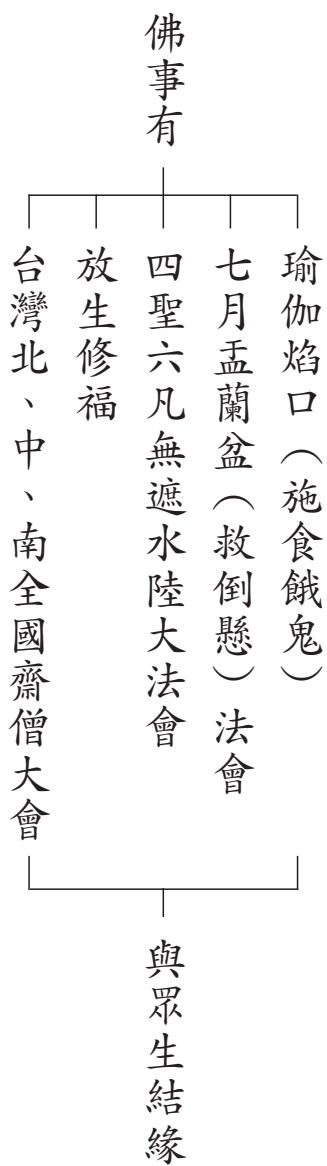 佛事有
瑜伽焰口（施食餓鬼）
七月盂蘭盆（救倒懸）法會
四聖六凡無遮水陸大法會
放生修福
台灣北、中、南全國齋僧大會
與眾生結緣